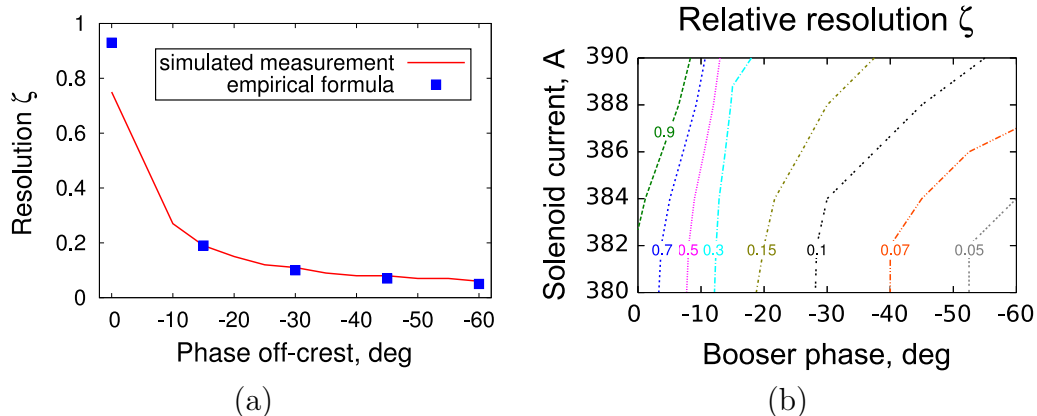 1
0.8
0.6
0.4
0.2
0
0 -10 -20 -30 -40 -50 -60
Resolution ζ
Phase off-crest, deg
simulated measurement
empirical formula
(a)
Relative resolution ζ
390
388
386
384
382
380
0 -10 -20 -30 -40 -50 -60
Solenoid current, A
Booser phase, deg
0.9
0.7 0.5 0.3 0.15 0.1 0.07 0.05
(b)